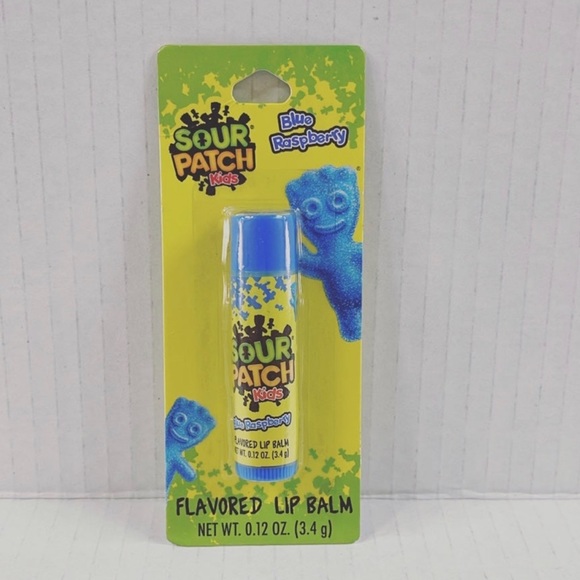 SOUR
PATCH
Kids
Blue
Raspberry
SOUR
PATCH
Kids
Blue Raspberry
FLAVORED LIP BALM
NET WT. 0.12 OZ. (3.4 g)
FLAVORED LIP BALM
NET WT. 0.12 OZ. (3.4 g)